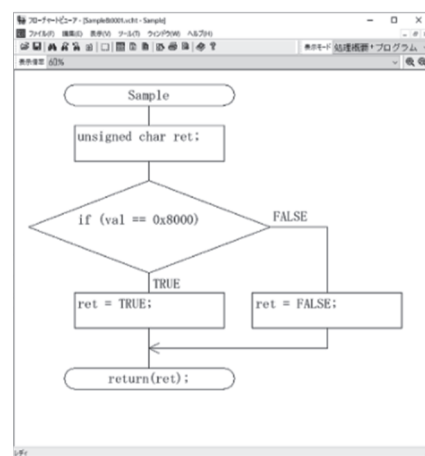 フローチャートビューア - [SampleBit001.vcht - Sample]
ファイル(F) 編集(E) 表示(V) ツール(T) ウィンドウ(W) ヘルプ(H)
表示モード 処理概要・プログラム
表示倍率 60%
Sample
unsigned char ret;
if (val == 0x8000)
FALSE
TRUE
ret = TRUE;
ret = FALSE;
return(ret);
レディ